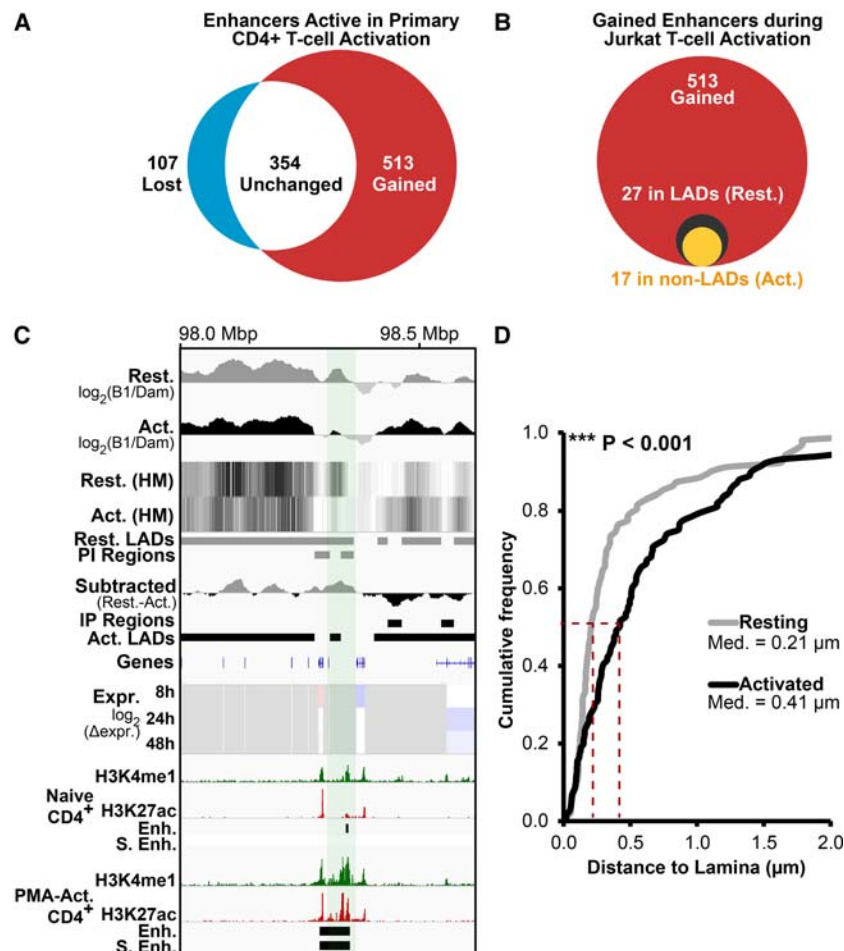 A
Enhancers Active in Primary
CD4+ T-cell Activation
107
Lost
354
Unchanged
513
Gained
B
Gained Enhancers during
Jurkat T-cell Activation
513
Gained
27 in LADs (Rest.)
17 in non-LADs (Act.)
C
98.0 Mbp
98.5 Mbp
Rest.
log2(B1/Dam)
Act.
log2(B1/Dam)
Rest. (HM)
Act. (HM)
Rest. LADs
PI Regions
Subtracted
(Rest.-Act.)
IP Regions
Act. LADs
Genes
Expr.
log2
(Δexpr.)
8h
24h
48h
H3K4me1
Naive
CD4+
H3K27ac
Enh.
S. Enh.
H3K4me1
PMA-Act.
CD4+
H3K27ac
Enh.
S. Enh.
D
*** P < 0.001
Cumulative frequency
1.0
0.8
0.6
0.4
0.2
0.0
Resting
Med. = 0.21 µm
Activated
Med. = 0.41 µm
0.0
0.5
1.0
1.5
2.0
Distance to Lamina (µm)